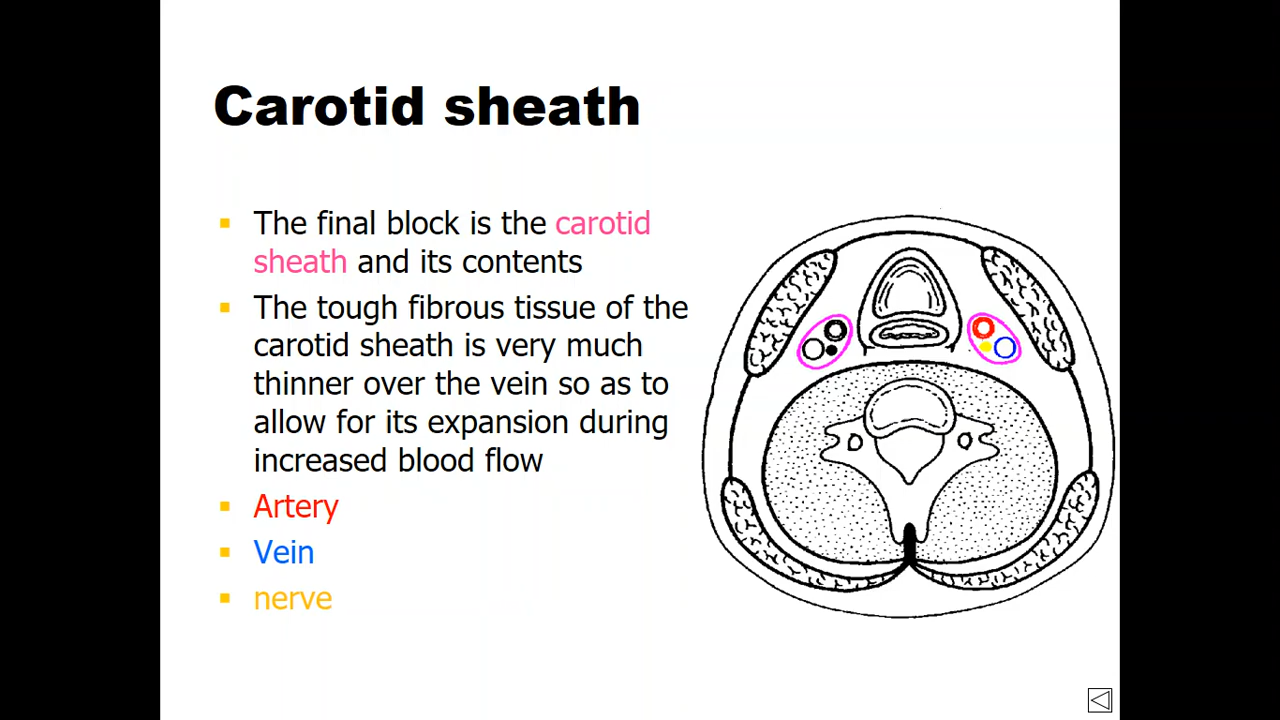 Carotid sheath
The final block is the carotid
sheath and its contents
The tough fibrous tissue of the
carotid sheath is very much
thinner over the vein so as to
allow for its expansion during
increased blood flow
Artery
Vein
nerve